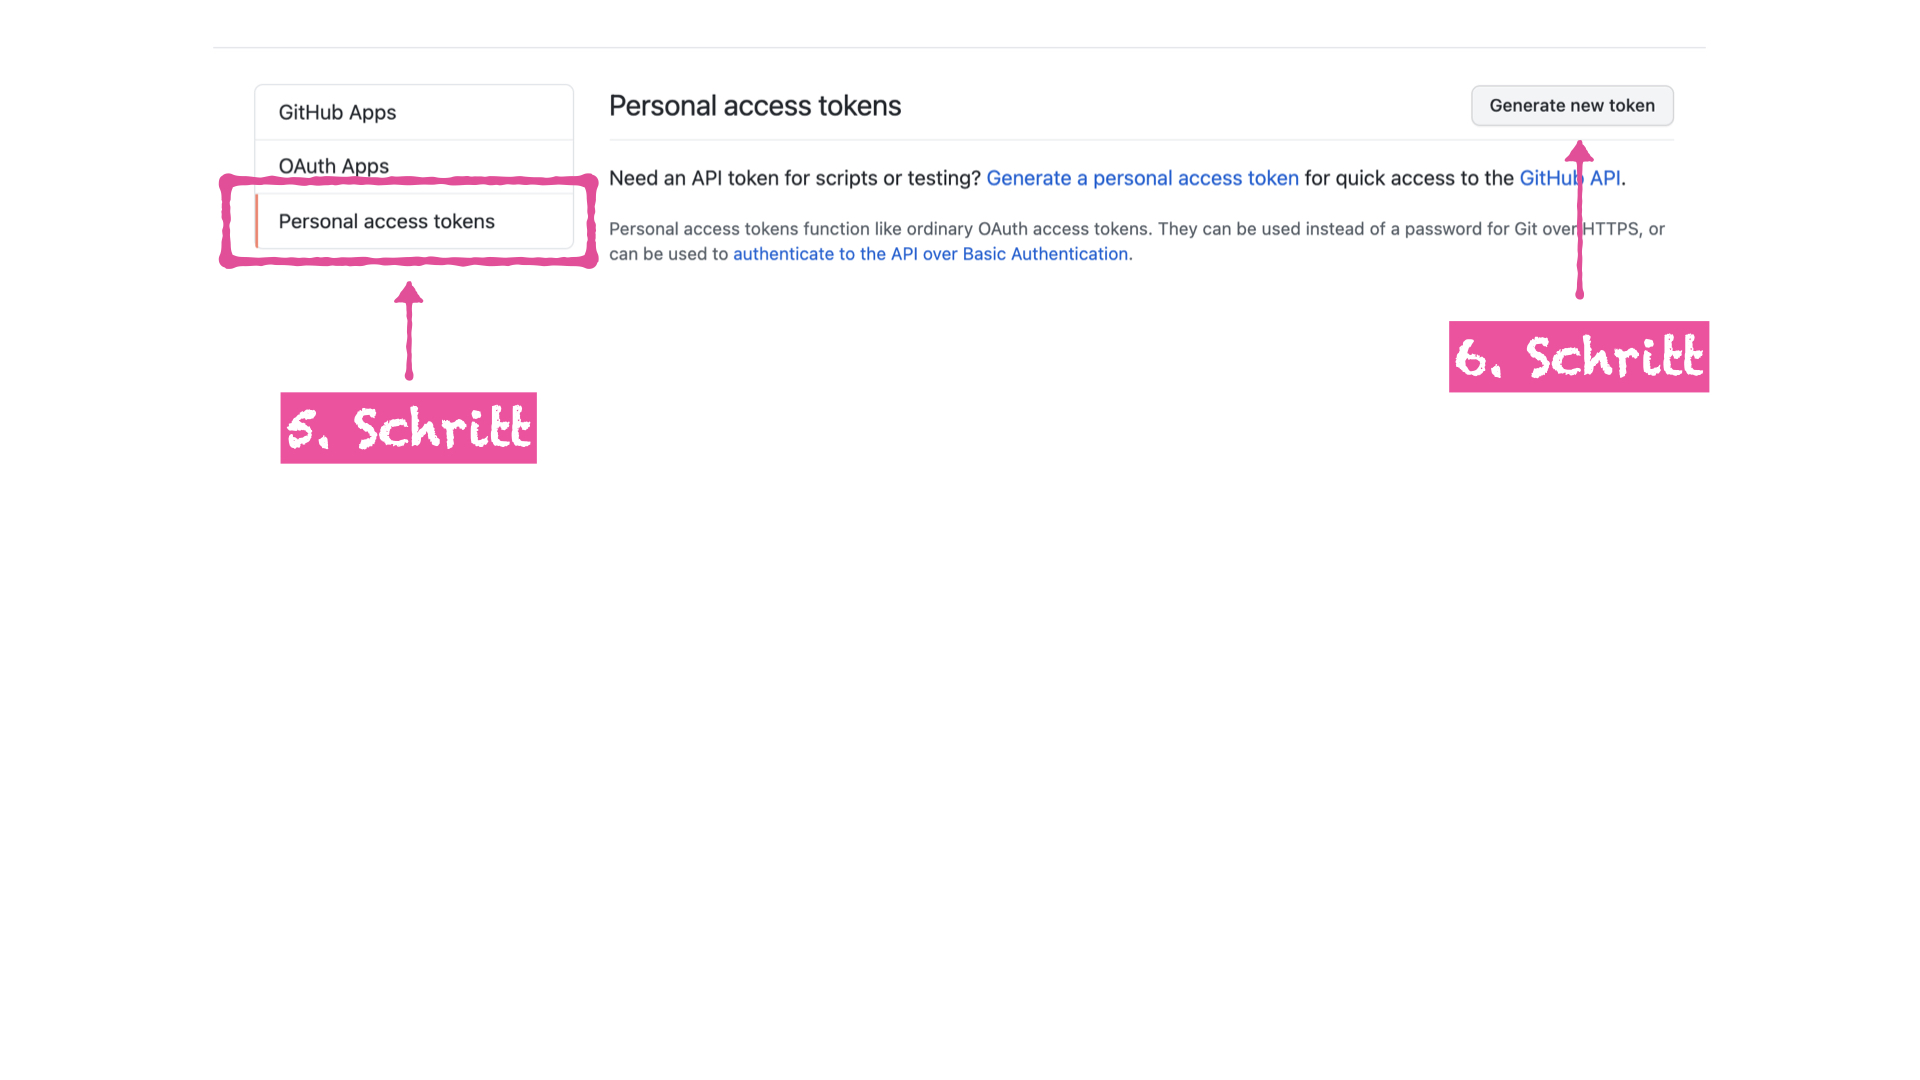 GitHub Apps
OAuth Apps
Personal access tokens
5. Schritt
Personal access tokens
Generate new token
Need an API token for scripts or testing? Generate a personal access token for quick access to the GitHub API.
Personal access tokens function like ordinary OAuth access tokens. They can be used instead of a password for Git over HTTPS, or
can be used to authenticate to the API over Basic Authentication.
6. Schritt